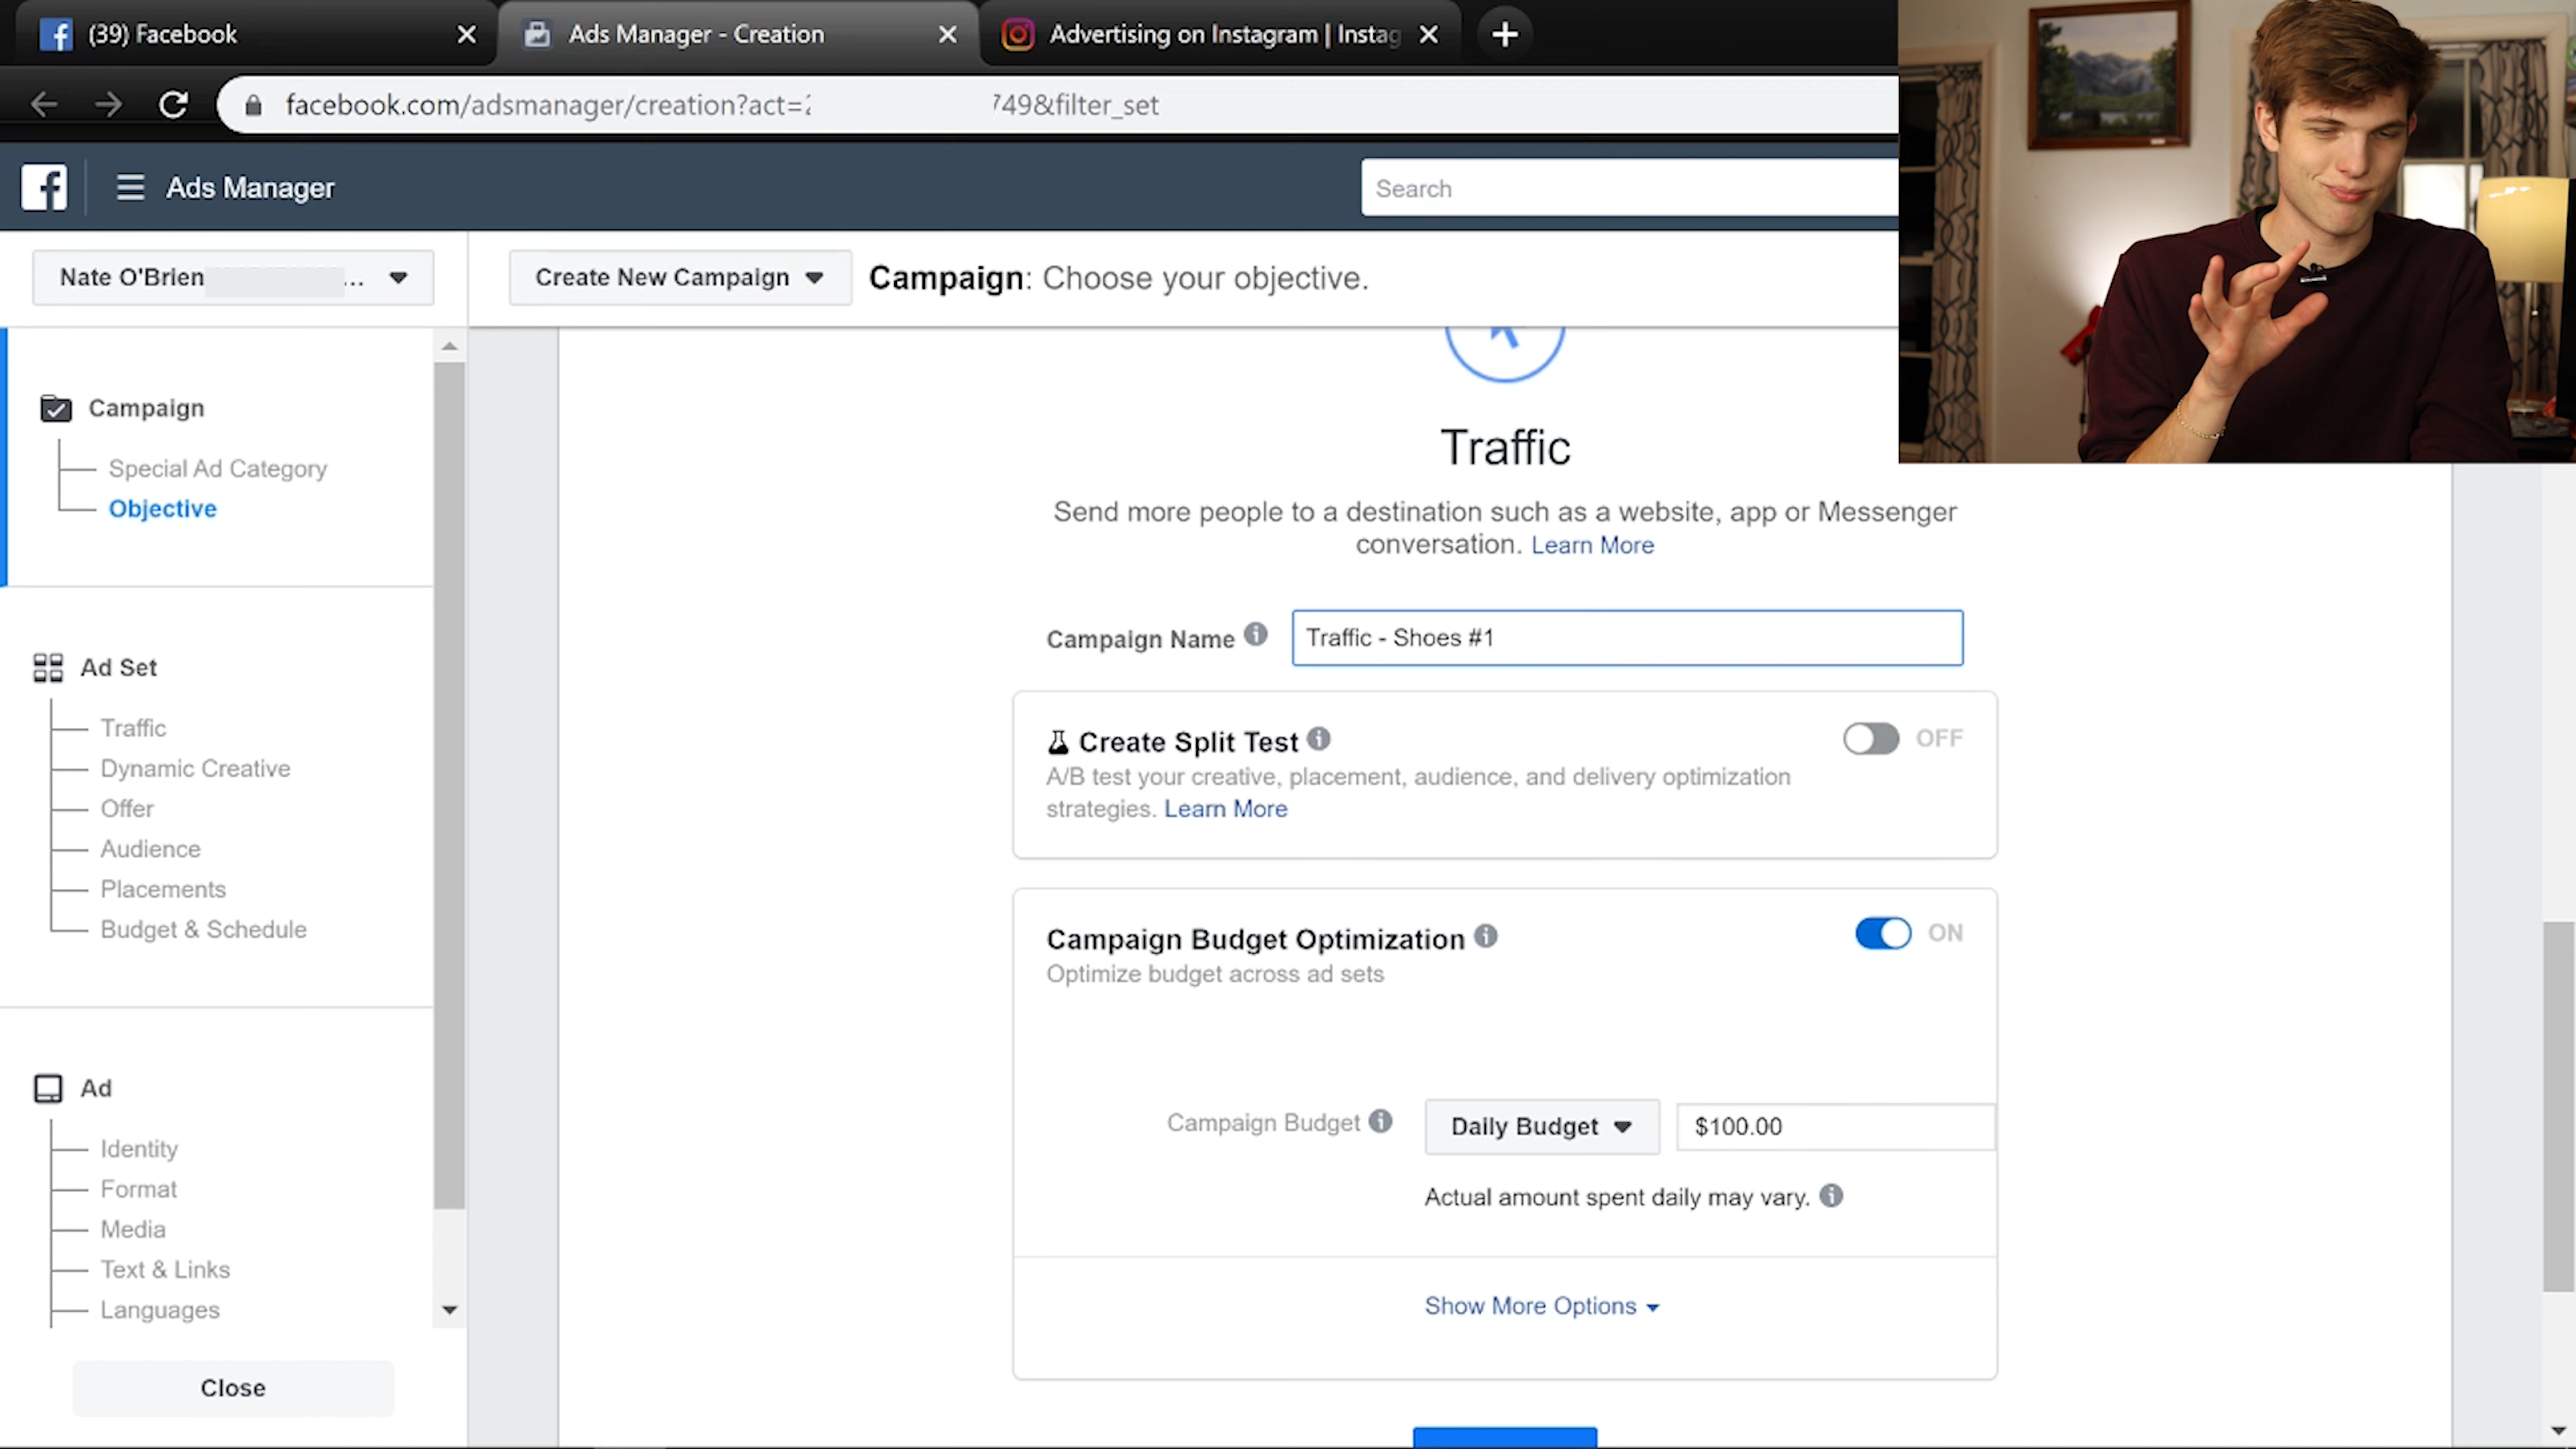 (39) Facebook
Ads Manager - Creation
Advertising on Instagram | Instag
facebook.com/adsmanager/creation?act=
749&filter_set
Ads Manager
Search
Nate O'Brien ...
Create New Campaign
Campaign: Choose your objective.
Campaign
Special Ad Category
Objective
Ad Set
Traffic
Dynamic Creative
Offer
Audience
Placements
Budget & Schedule
Ad
Identity
Format
Media
Text & Links
Languages
Close
Traffic
Send more people to a destination such as a website, app or Messenger
conversation. Learn More
Campaign Name
Traffic - Shoes #1
Create Split Test
OFF
A/B test your creative, placement, audience, and delivery optimization
strategies. Learn More
Campaign Budget Optimization
ON
Optimize budget across ad sets
Campaign Budget
Daily Budget
$100.00
Actual amount spent daily may vary.
Show More Options